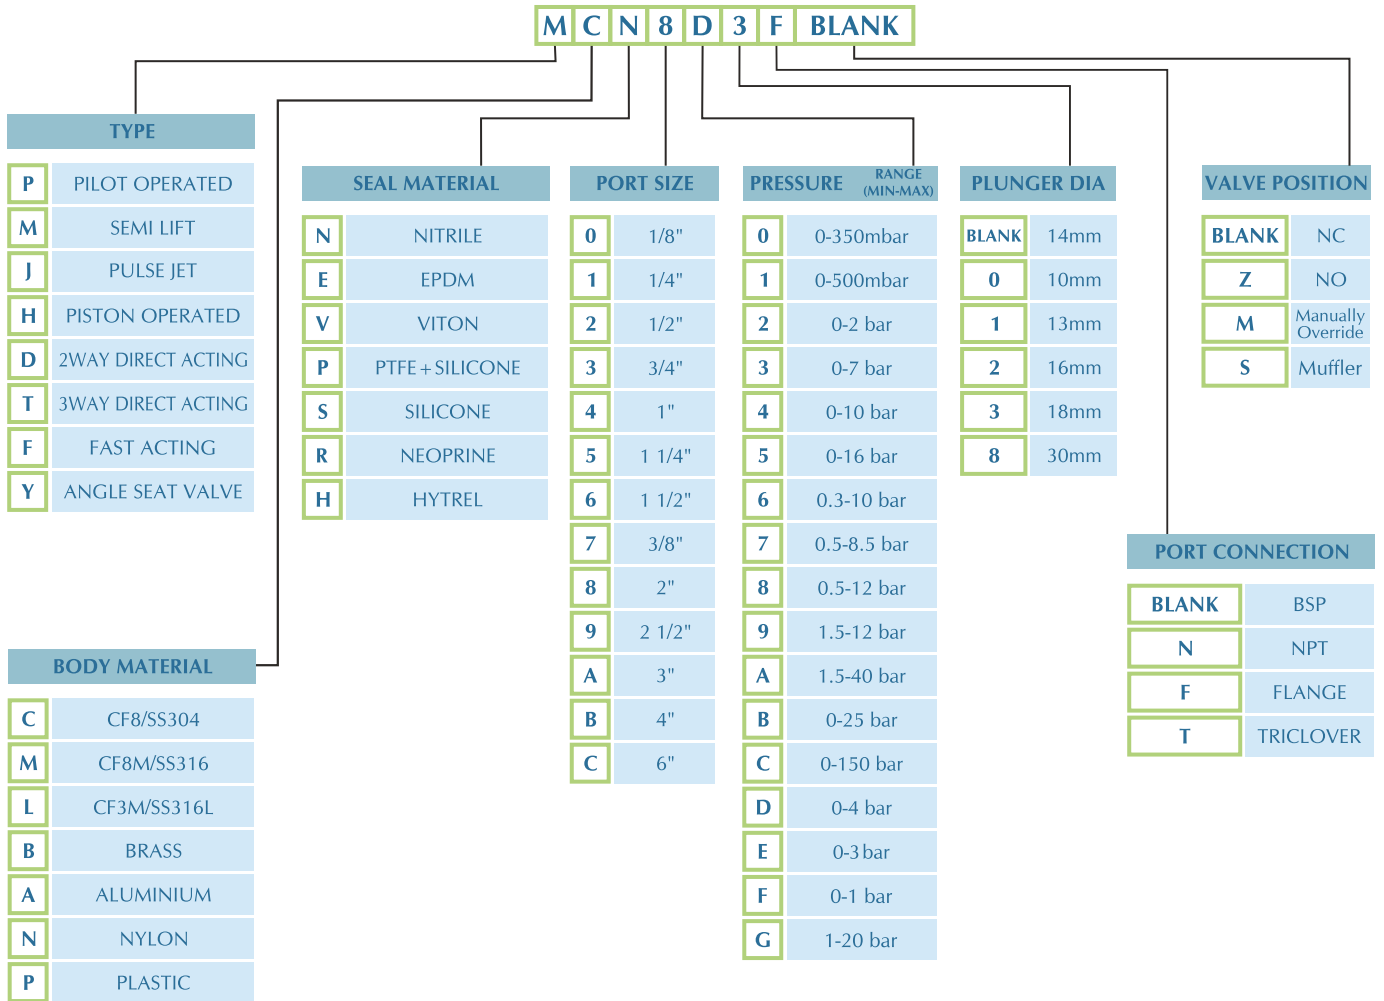 M C N 8 D 3 F BLANK
TYPE
P PILOT OPERATED
M SEMI LIFT
J PULSE JET
H PISTON OPERATED
D 2WAY DIRECT ACTING
T 3WAY DIRECT ACTING
F FAST ACTING
Y ANGLE SEAT VALVE
BODY MATERIAL
C CF8/SS304
M CF8M/SS316
L CF3M/SS316L
B BRASS
A ALUMINIUM
N NYLON
P PLASTIC
SEAL MATERIAL
N NITRILE
E EPDM
V VITON
P PTFE+SILICONE
S SILICONE
R NEOPRINE
H HYTREL
PORT SIZE
0 1/8"
1 1/4"
2 1/2"
3 3/4"
4 1"
5 1 1/4"
6 1 1/2"
7 3/8"
8 2"
9 2 1/2"
A 3"
B 4"
C 6"
PRESSURE RANGE
(MIN-MAX)
0 0-350mbar
1 0-500mbar
2 0-2 bar
3 0-7 bar
4 0-10 bar
5 0-16 bar
6 0.3-10 bar
7 0.5-8.5 bar
8 0.5-12 bar
9 1.5-12 bar
A 1.5-40 bar
B 0-25 bar
C 0-150 bar
D 0-4 bar
E 0-3 bar
F 0-1 bar
G 1-20 bar
PLUNGER DIA
BLANK 14mm
0 10mm
1 13mm
2 16mm
3 18mm
8 30mm
VALVE POSITION
BLANK NC
Z NO
M Manually
Override
S Muffler
PORT CONNECTION
BLANK BSP
N NPT
F FLANGE
T TRICLOVER